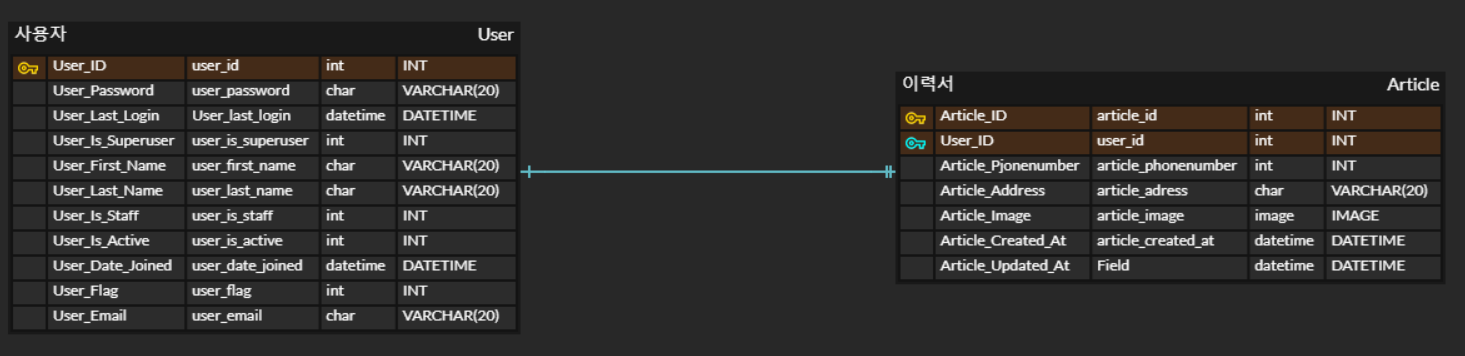 사용자 User
User_ID user_id int INT
User_Password user_password char VARCHAR(20)
User_Last_Login User_last_login datetime DATETIME
User_Is_Superuser user_is_superuser int INT
User_First_Name user_first_name char VARCHAR(20)
User_Last_Name user_last_name char VARCHAR(20)
User_Is_Staff user_is_staff int INT
User_Is_Active user_is_active int INT
User_Date_Joined user_date_joined datetime DATETIME
User_Flag user_flag int INT
User_Email user_email char VARCHAR(20)
이력서 Article
Article_ID article_id int INT
User_ID user_id int INT
Article_Pjonenumber article_phonenumber int INT
Article_Address article_adress char VARCHAR(20)
Article_Image article_image image IMAGE
Article_Created_At article_created_at datetime DATETIME
Article_Updated_At Field datetime DATETIME